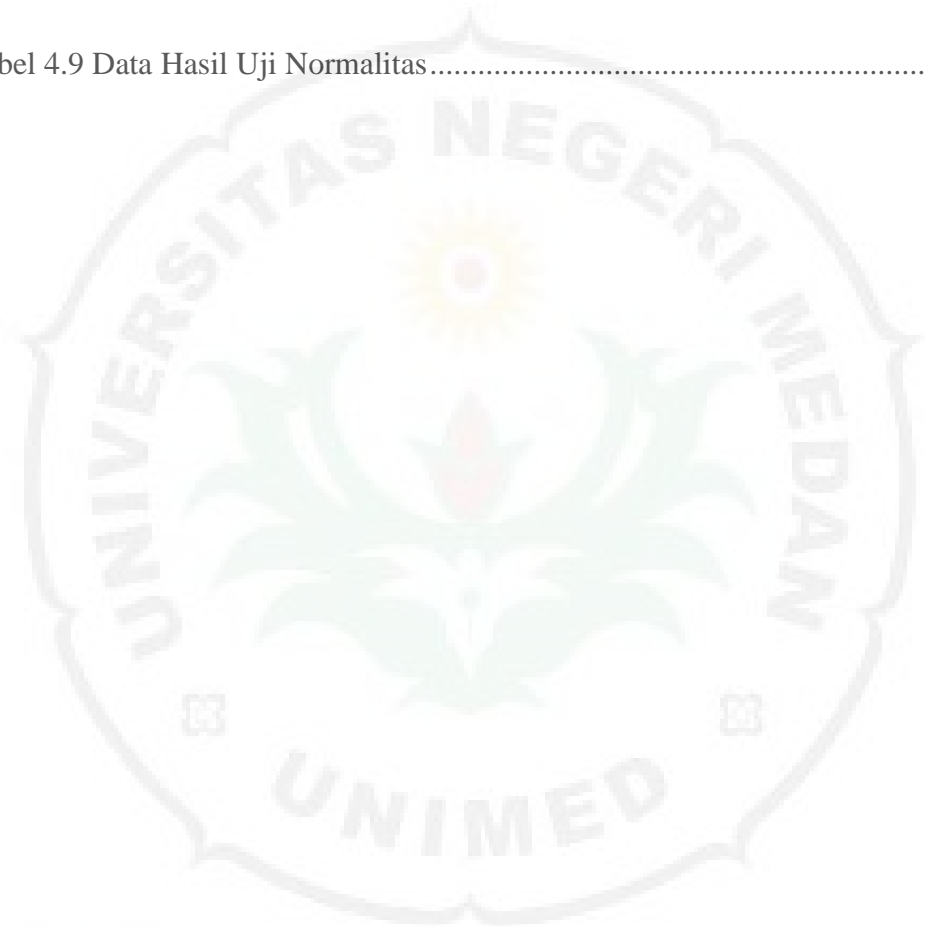 bel 4.9 Data Hasil Uji Normalitas.............................................................
UNIVERSITAS NEGERI MEDAN
UNIMED